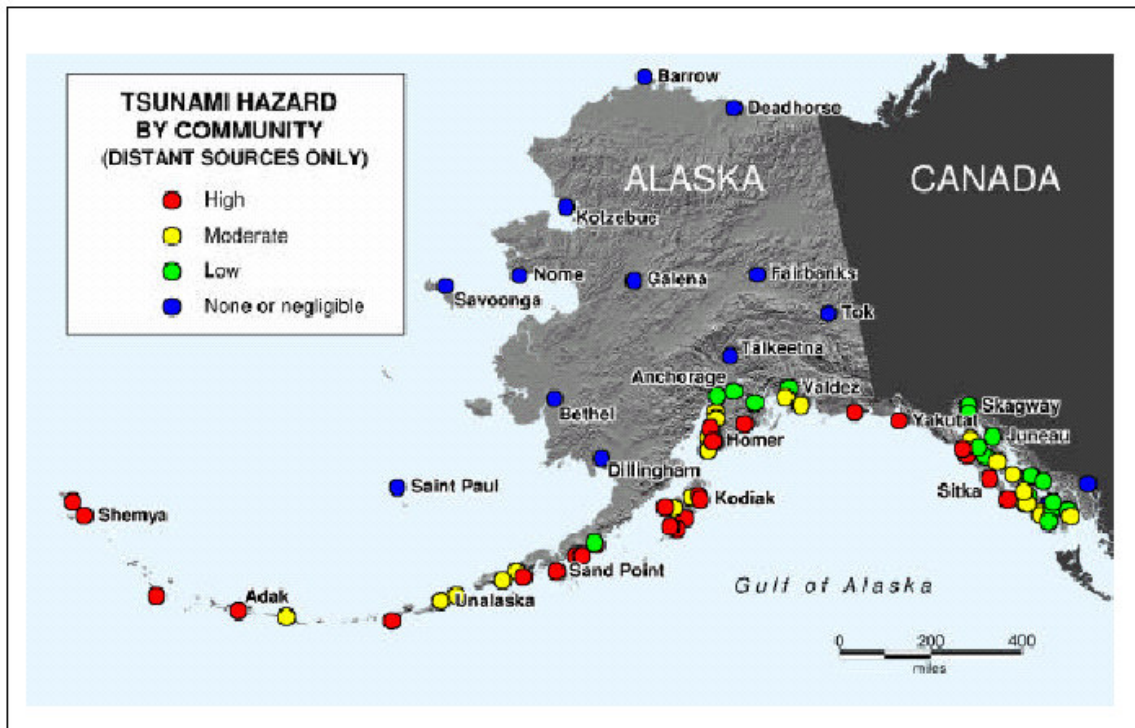 TSUNAMI HAZARD
BY COMMUNITY
(DISTANT SOURCES ONLY)
High
Moderate
Low
None or negligible
Barrow
Deadhorse
ALASKA
CANADA
Kotzebue
Nome
Galena
Fairbanks
Savoonga
Tok
Talkeetna
Anchorage
Valdez
Bethel
Skagway
Yakutat
Juneau
Homer
Dillingham
Saint Paul
Kodiak
Sitka
Shemya
Sand Point
Gulf of Alaska
Adak
Unalaska
0 200 400
miles